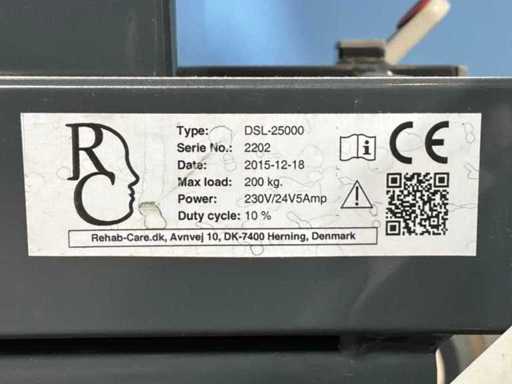 RC
Type: DSL-25000
Serie No.: 2202
Date: 2015-12-18
Max load: 200 kg.
Power: 230V/24V5Amp
Duty cycle: 10 %
i
CE
Rehab-Care.dk, Avnvej 10, DK-7400 Herning, Denmark